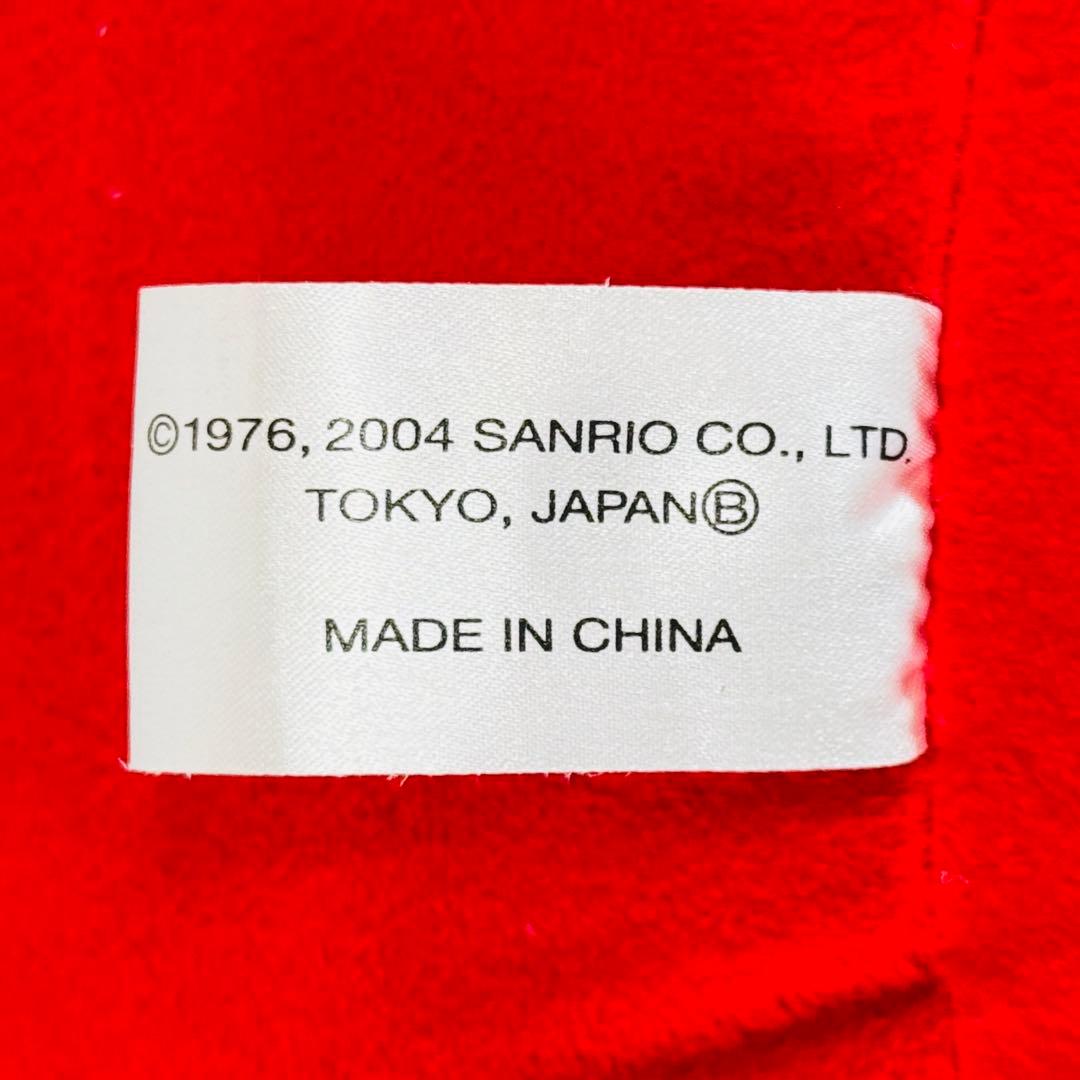 ©1976, 2004 SANRIO CO., LTD.
TOKYO, JAPANⒷ
MADE IN CHINA